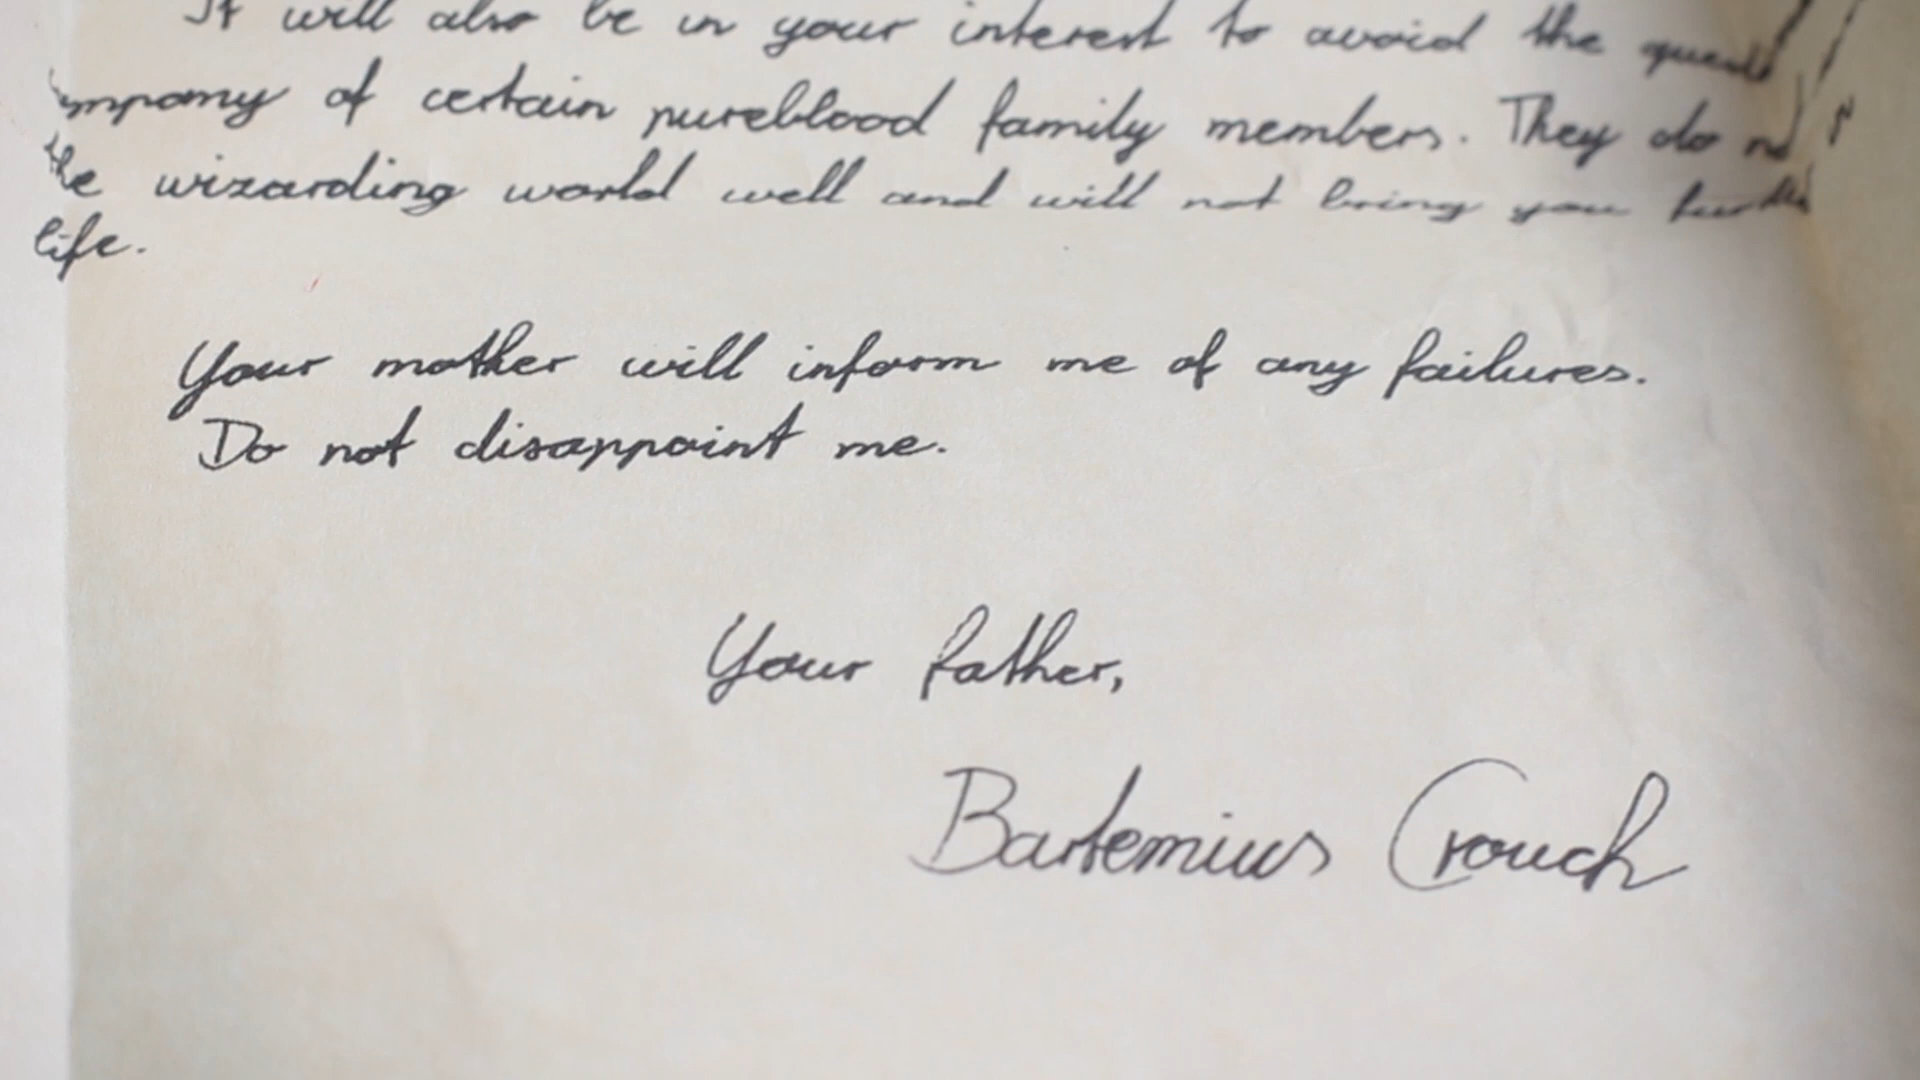 It will also be in your interest to avoid the
of certain pureblood family members. They do
the wizarding world well and will not bring you
life.
Your mother will inform me of any failures.
Do not disappoint me.
Your father,
Bartemius Crouch